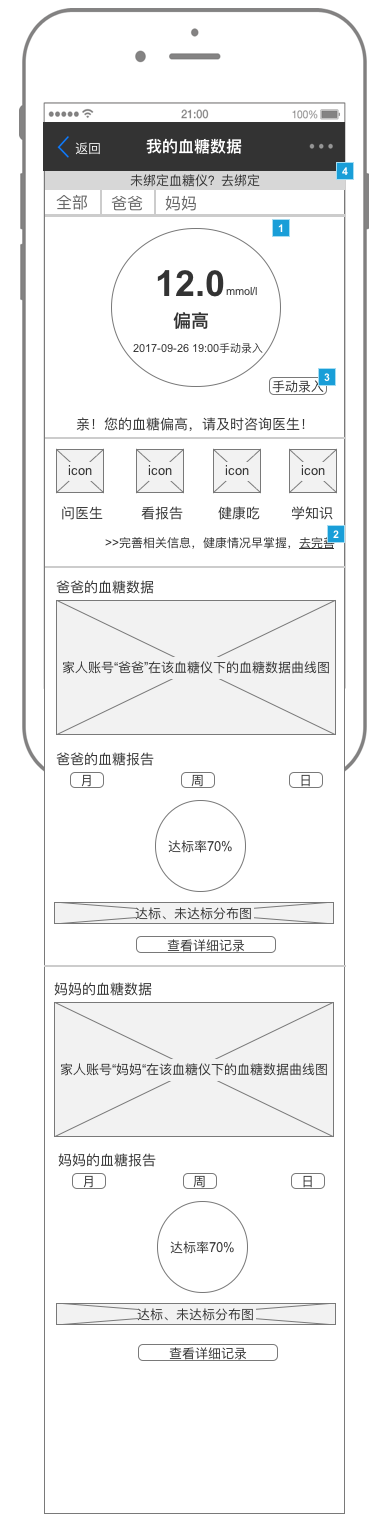 21:00
100%
返回
我的血糖数据
4
未绑定血糖仪？去绑定
全部
爸爸
妈妈
1
12.0mmol/l
偏高
2017-09-26 19:00手动录入
3
手动录入
亲！您的血糖偏高，请及时咨询医生！
icon
icon
icon
icon
问医生
看报告
健康吃
学知识
2
>>完善相关信息，健康情况早掌握，去完善
爸爸的血糖数据
家人账号“爸爸”在该血糖仪下的血糖数据曲线图
爸爸的血糖报告
月
周
日
达标率70%
达标、未达标分布图
查看详细记录
妈妈的血糖数据
家人账号“妈妈“在该血糖仪下的血糖数据曲线图
妈妈的血糖报告
月
周
日
达标率70%
达标、未达标分布图
查看详细记录